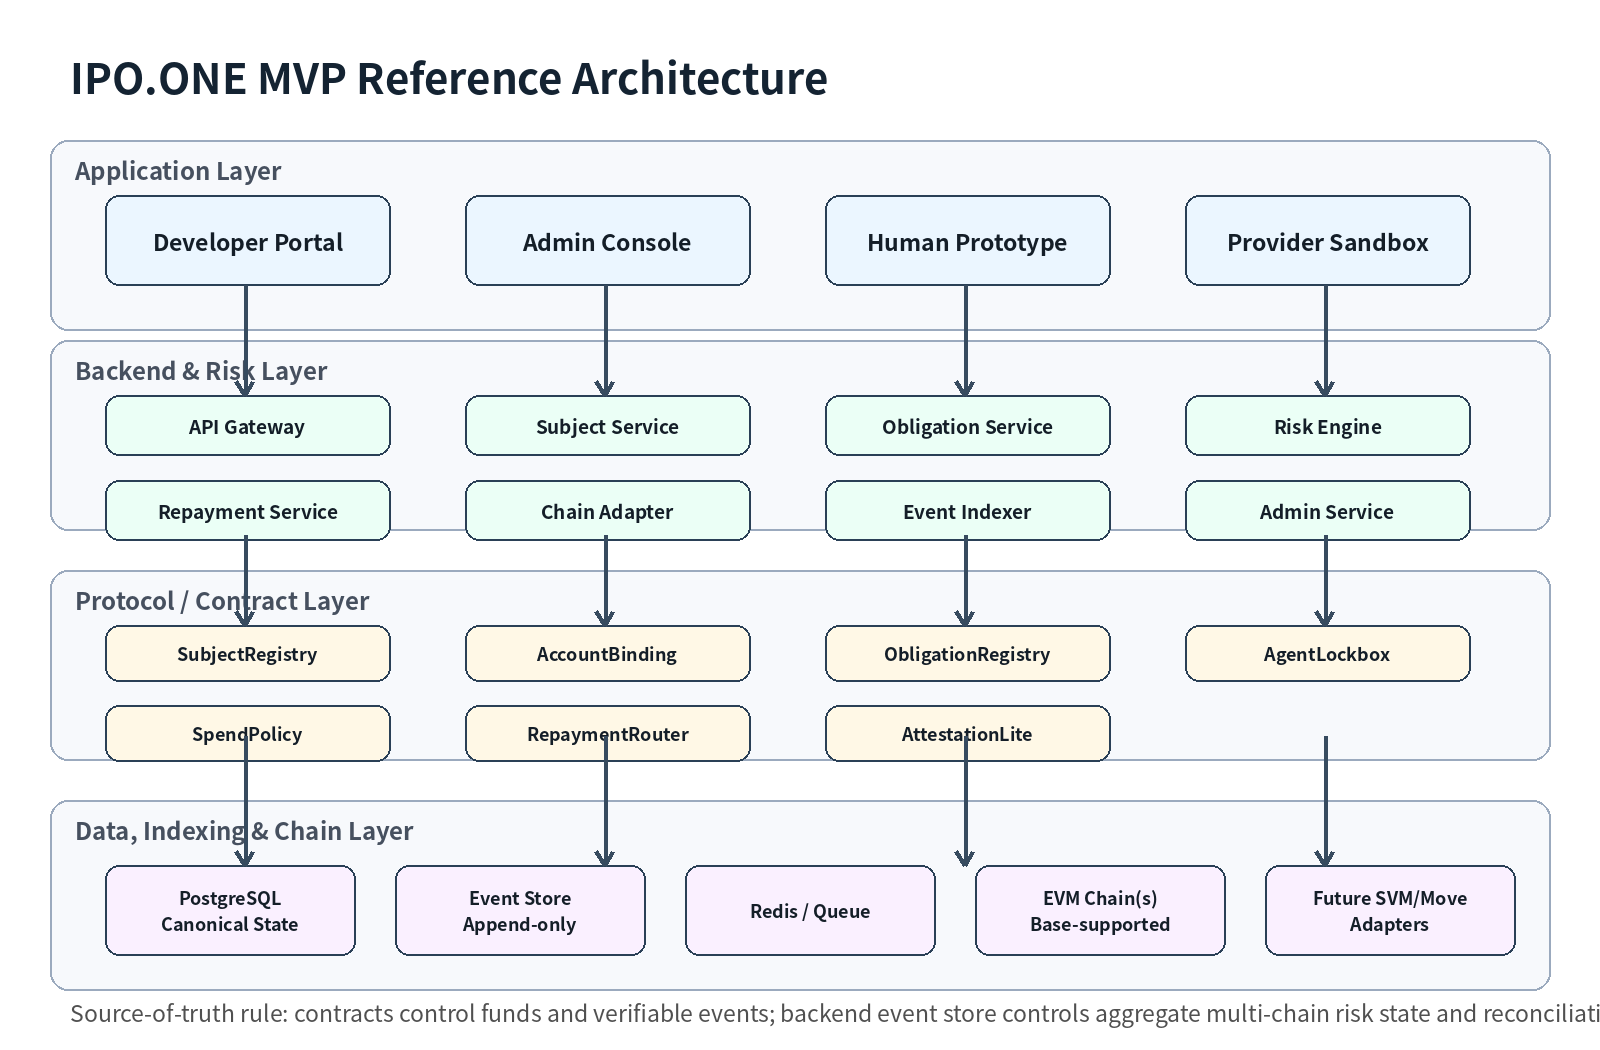 IPO.ONE MVP Reference Architecture
Application Layer
Developer Portal
Admin Console
Human Prototype
Provider Sandbox
Backend & Risk Layer
API Gateway
Subject Service
Obligation Service
Risk Engine
Repayment Service
Chain Adapter
Event Indexer
Admin Service
Protocol / Contract Layer
SubjectRegistry
AccountBinding
ObligationRegistry
AgentLockbox
SpendPolicy
RepaymentRouter
AttestationLite
Data, Indexing & Chain Layer
PostgreSQL
Canonical State
Event Store
Append-only
Redis / Queue
EVM Chain(s)
Base-supported
Future SVM/Move
Adapters
Source-of-truth rule: contracts control funds and verifiable events; backend event store controls aggregate multi-chain risk state and reconciliati